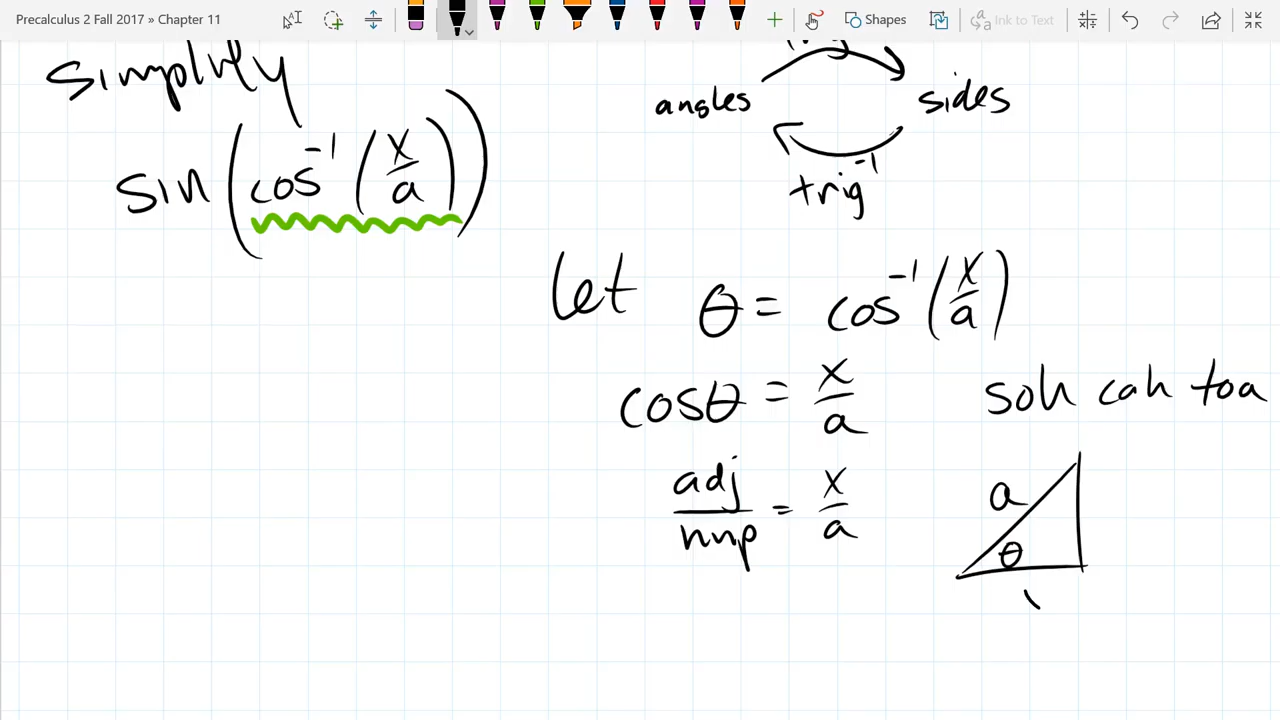 Precalculus 2 Fall 2017 » Chapter 11
Shapes
Ink to Text
Simplify
sin(cos⁻¹(x/a))
angles
sides
trig⁻¹
let θ = cos⁻¹(x/a)
cosθ = x/a
soh cah toa
adj/hyp = x/a
a
θ